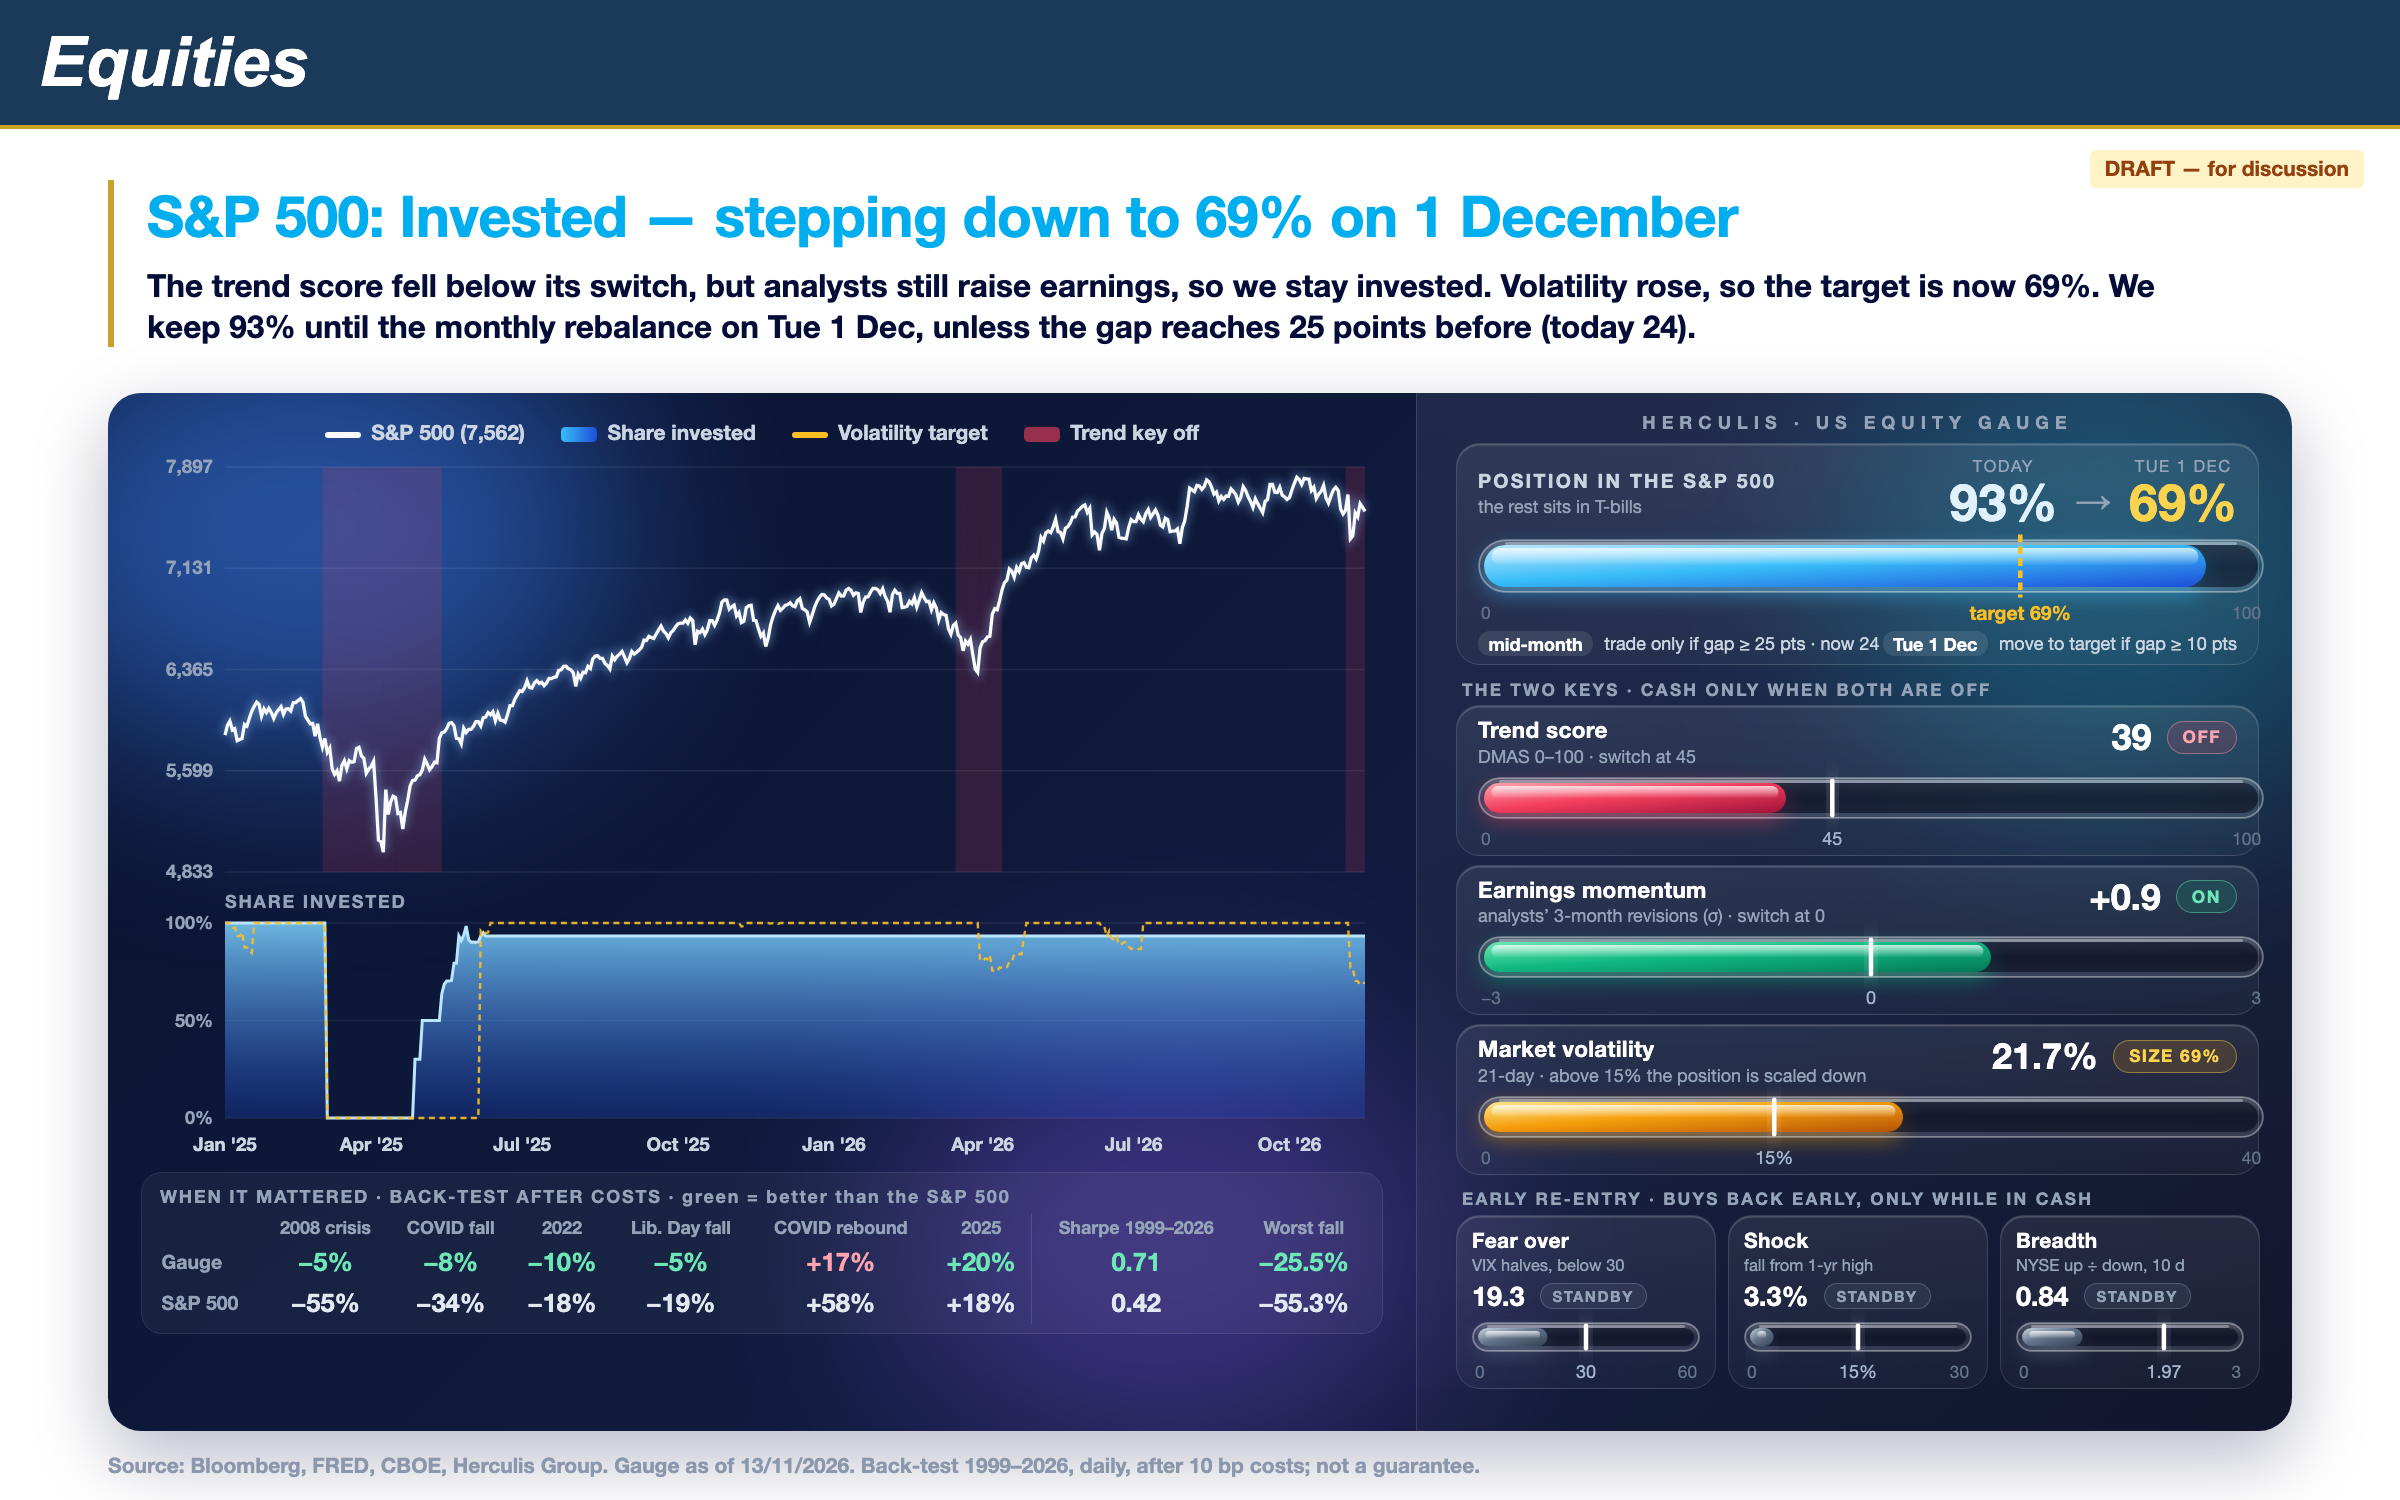 Equities
DRAFT — for discussion
S&P 500: Invested — stepping down to 69% on 1 December
The trend score fell below its switch, but analysts still raise earnings, so we stay invested. Volatility rose, so the target is now 69%. We
keep 93% until the monthly rebalance on Tue 1 Dec, unless the gap reaches 25 points before (today 24).
S&P 500 (7,562) Share invested Volatility target Trend key off
7,897
7,131
6,365
5,599
4,833
SHARE INVESTED
100%
50%
0%
Jan '25 Apr '25 Jul '25 Oct '25 Jan '26 Apr '26 Jul '26 Oct '26
WHEN IT MATTERED · BACK-TEST AFTER COSTS · green = better than the S&P 500
2008 crisis COVID fall 2022 Lib. Day fall COVID rebound 2025 Sharpe 1999–2026 Worst fall
Gauge –5% –8% –10% –5% +17% +20% 0.71 –25.5%
S&P 500 –55% –34% –18% –19% +58% +18% 0.42 –55.3%
HERCULIS · US EQUITY GAUGE
POSITION IN THE S&P 500
the rest sits in T-bills
TODAY TUE 1 DEC
93% → 69%
0 target 69% 100
mid-month trade only if gap ≥ 25 pts · now 24 Tue 1 Dec move to target if gap ≥ 10 pts
THE TWO KEYS · CASH ONLY WHEN BOTH ARE OFF
Trend score
DMAS 0–100 · switch at 45
39 OFF
0 45 100
Earnings momentum
analysts’ 3-month revisions (σ) · switch at 0
+0.9 ON
–3 0 3
Market volatility
21-day · above 15% the position is scaled down
21.7% SIZE 69%
0 15% 40
EARLY RE-ENTRY · BUYS BACK EARLY, ONLY WHILE IN CASH
Fear over
VIX halves, below 30
19.3 STANDBY
0 30 60
Shock
fall from 1-yr high
3.3% STANDBY
0 15% 30
Breadth
NYSE up ÷ down, 10 d
0.84 STANDBY
0 1.97 3
Source: Bloomberg, FRED, CBOE, Herculis Group. Gauge as of 13/11/2026. Back-test 1999–2026, daily, after 10 bp costs; not a guarantee.